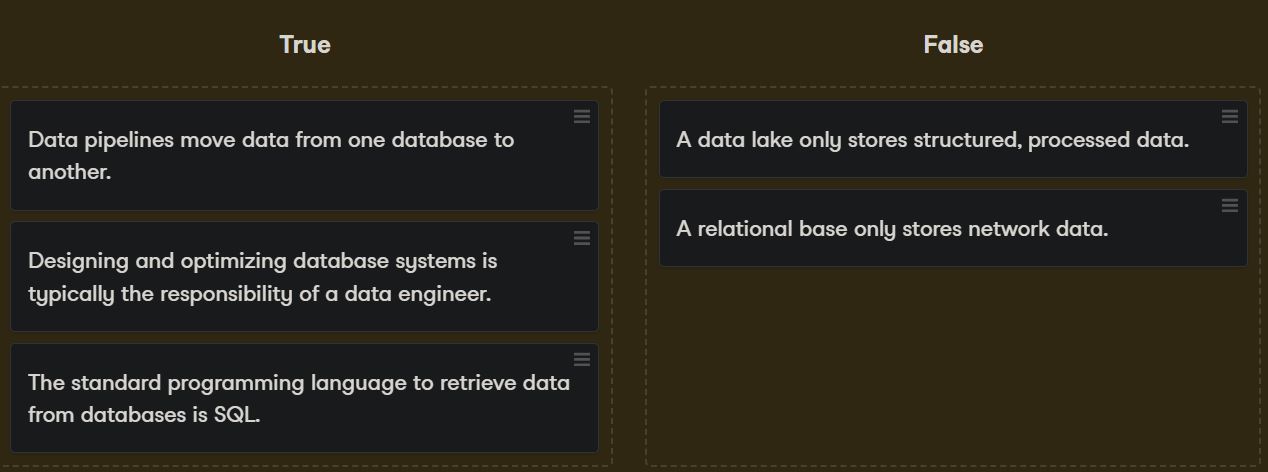 True
Data pipelines move data from one database to
another.
Designing and optimizing database systems is
typically the responsibility of a data engineer.
The standard programming language to retrieve data
from databases is SQL.
False
A data lake only stores structured, processed data.
A relational base only stores network data.